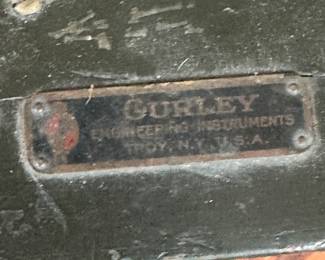 GURLEY
ENGINEERING INSTRUMENTS
TROY, N.Y. U.S.A.